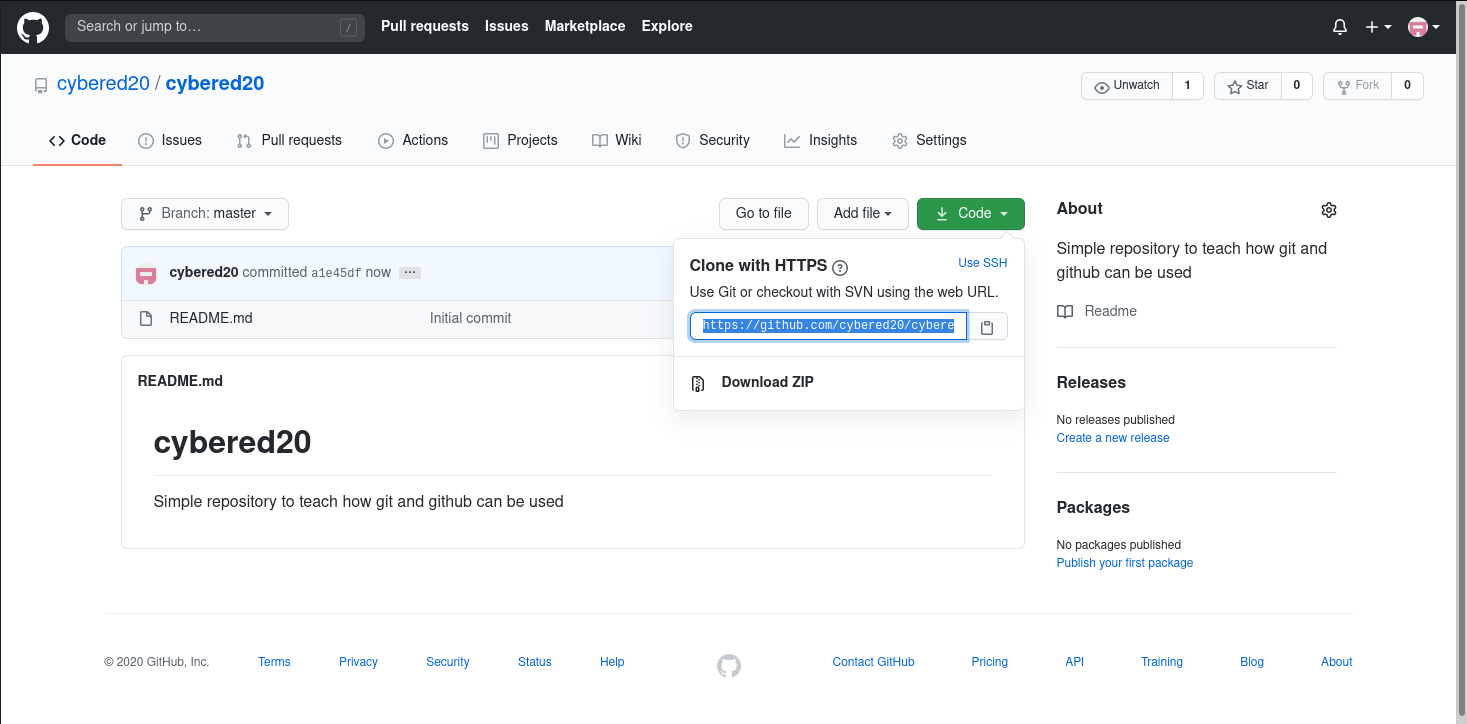 Search or jump to…
/
Pull requests
Issues
Marketplace
Explore
cybered20 / cybered20
Unwatch
1
Star
0
Fork
0
Code
Issues
Pull requests
Actions
Projects
Wiki
Security
Insights
Settings
Branch: master
Go to file
Add file
Code
cybered20 committed a1e45df now
README.md
Initial commit
Clone with HTTPS
Use SSH
Use Git or checkout with SVN using the web URL.
https://github.com/cybered20/cybere
Download ZIP
README.md
cybered20
Simple repository to teach how git and github can be used
About
Simple repository to teach how git and
github can be used
Readme
Releases
No releases published
Create a new release
Packages
No packages published
Publish your first package
© 2020 GitHub, Inc.
Terms
Privacy
Security
Status
Help
Contact GitHub
Pricing
API
Training
Blog
About